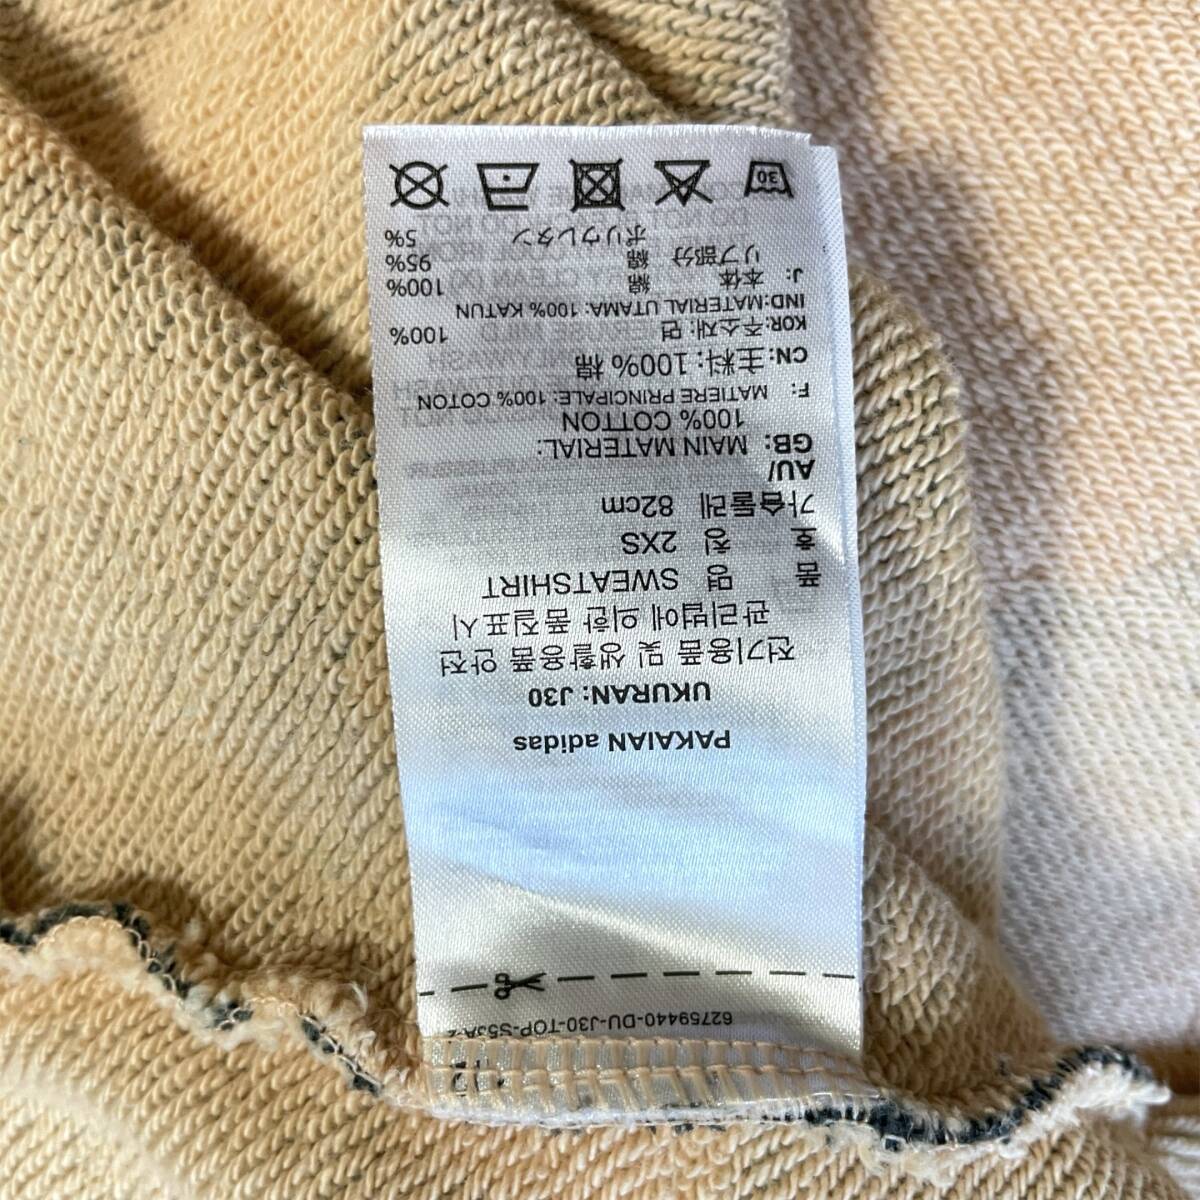 62759440-DU-J30-TOP-S53A-2
PAKAIAN adidas
UKURAN: J30
전기용품 및 생활용품 안전
관리법에 의한 품질표시
품 명 SWEATSHIRT
호 칭 2XS
가슴둘레 82cm
AU/
GB: MAIN MATERIAL:
100% COTTON
F: MATIERE PRINCIPALE: 100% COTON
CN: 主料: 100% 棉
KOR:주소재: 면 100%
IND:MATERIAL UTAMA: 100% KATUN
J: 本体 綿 100%
リブ部分 綿 95%
ポリウレタン 5%
30